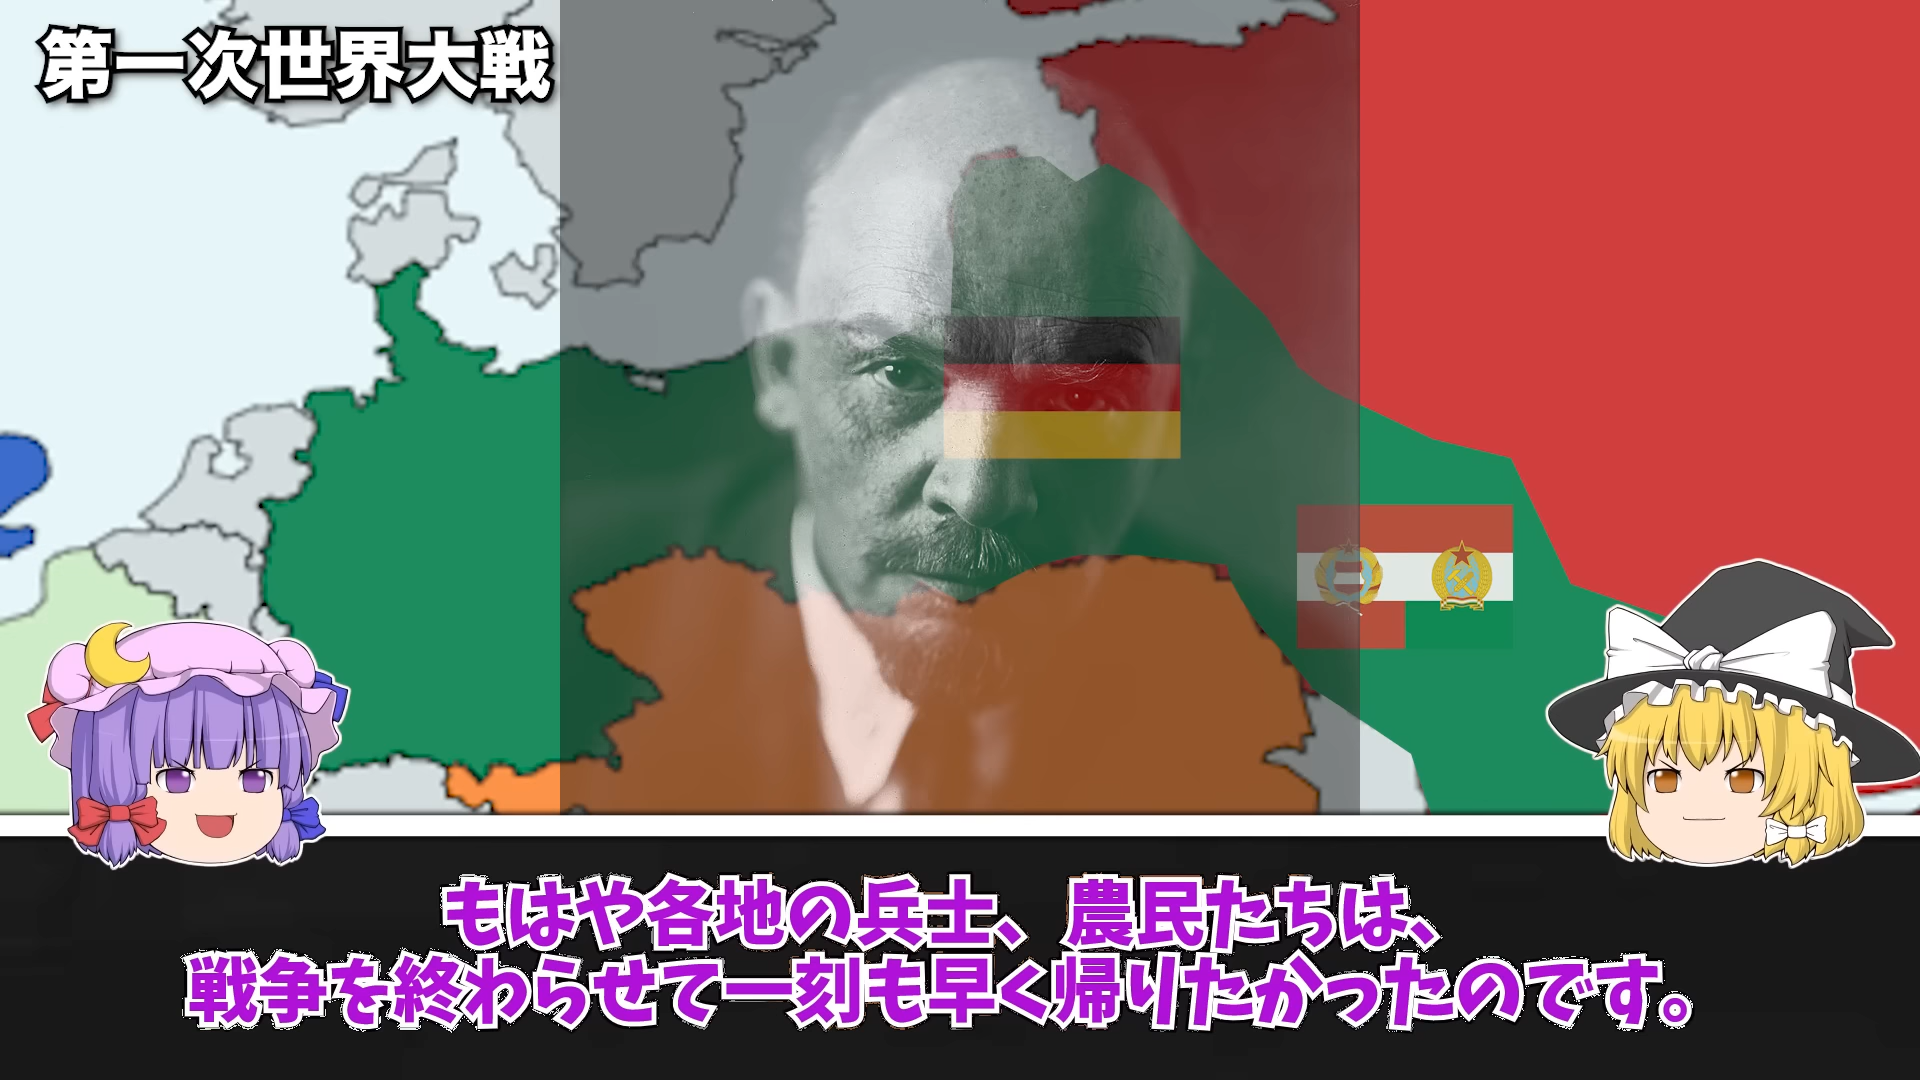 第一次世界大戦
もはや各地の兵士、農民たちは、
戦争を終わらせて一刻も早く帰りたかったのです。